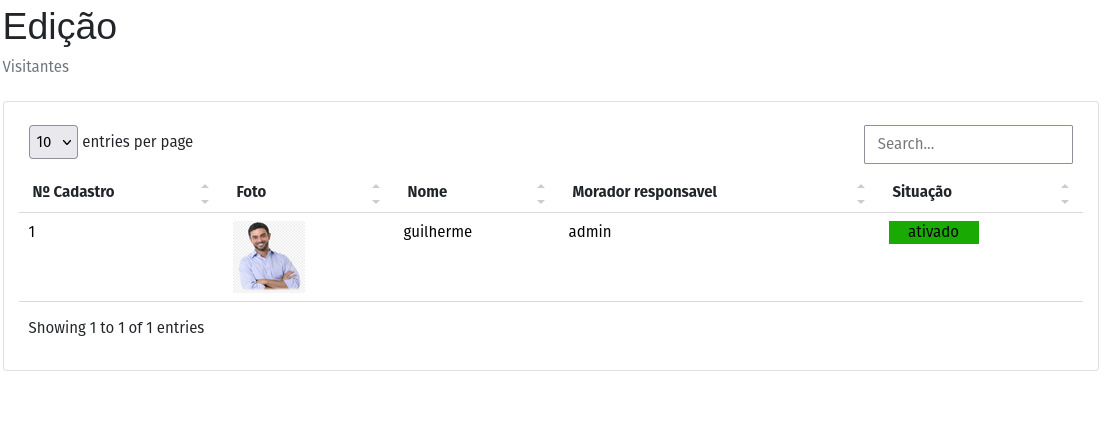 Edição
Visitantes
10 entries per page
Search...
Nº Cadastro Foto Nome Morador responsavel Situação
1 guilherme admin ativado
Showing 1 to 1 of 1 entries